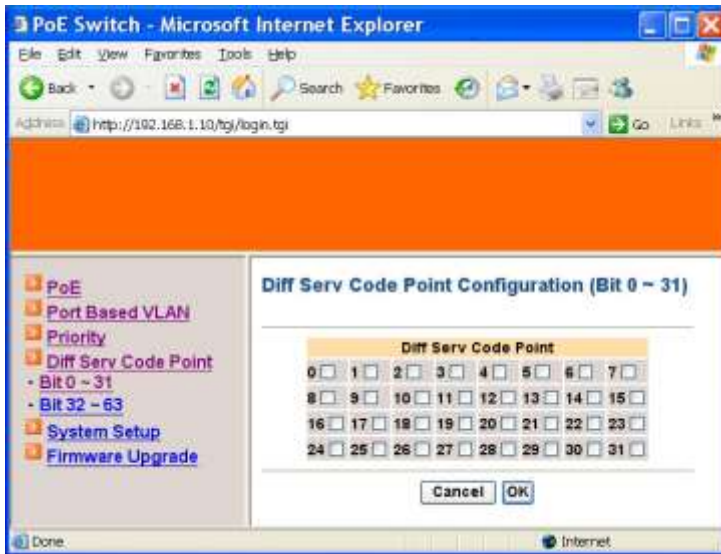 PoE Switch - Microsoft Internet Explorer
File Edit View Favorites Tools Help
Back Search Favorites
Address http://192.168.1.10/tgi/login.tgi Go Links »
PoE
Port Based VLAN
Priority
Diff Serv Code Point
- Bit 0 ~ 31
- Bit 32 ~ 63
System Setup
Firmware Upgrade
Diff Serv Code Point Configuration (Bit 0 ~ 31)
Diff Serv Code Point
0 1 2 3 4 5 6 7
8 9 10 11 12 13 14 15
16 17 18 19 20 21 22 23
24 25 26 27 28 29 30 31
Cancel OK
Done Internet